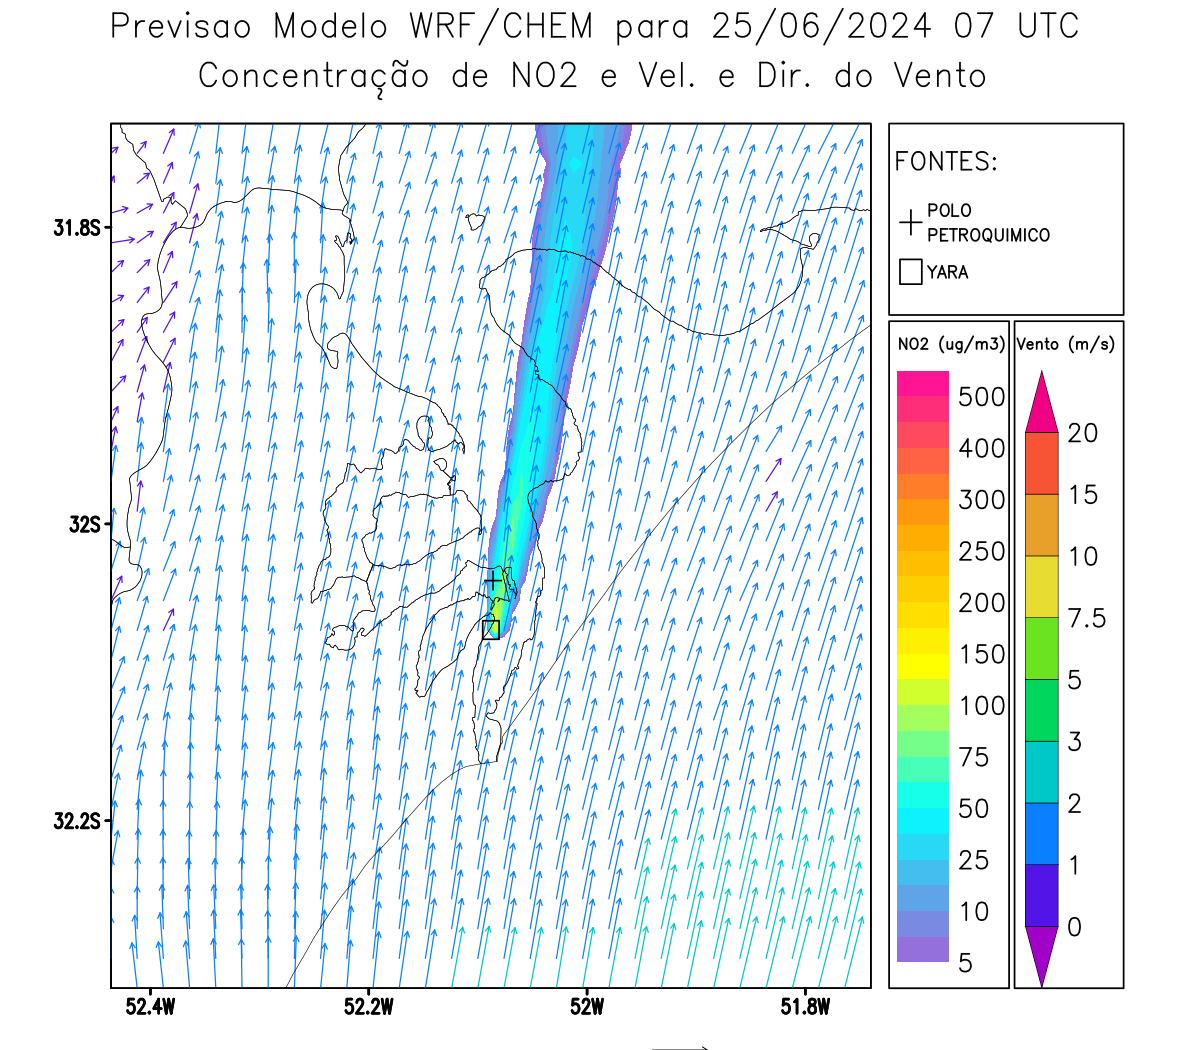 Previsao Modelo WRF/CHEM para 25/06/2024 07 UTC
Concentração de NO2 e Vel. e Dir. do Vento
FONTES:
POLO
PETROQUIMICO
YARA
NO2 (ug/m3)
500
400
300
250
200
150
100
75
50
25
10
5
Vento (m/s)
20
15
10
7.5
5
3
2
1
0
31.8S
32S
32.2S
52.4W
52.2W
52W
51.8W